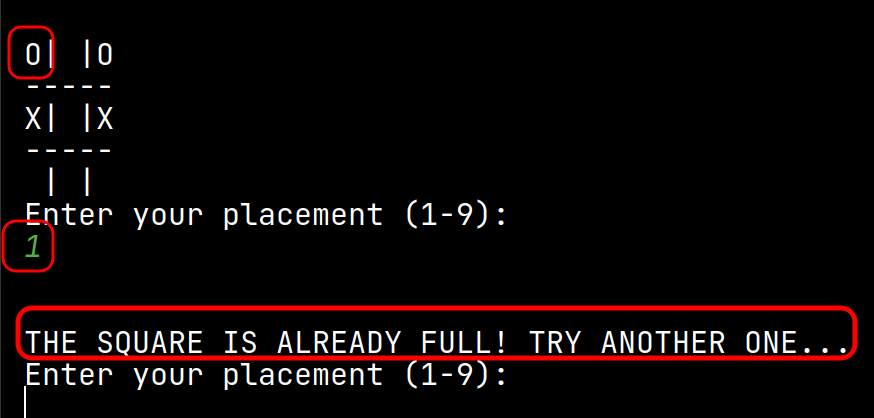 O| |O
-----
X| |X
-----
 | |
Enter your placement (1-9):
1
THE SQUARE IS ALREADY FULL! TRY ANOTHER ONE...
Enter your placement (1-9):